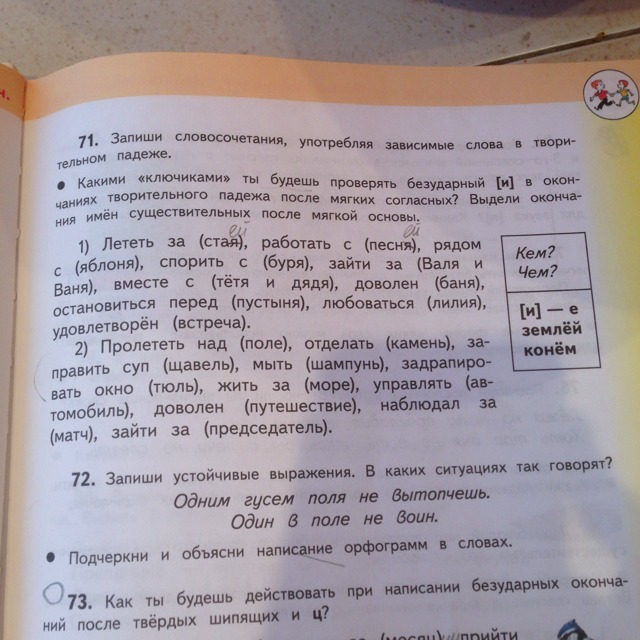 н.
71. Запиши словосочетания, употребляя зависимые слова в твори-
тельном падеже.
• Какими «ключиками» ты будешь проверять безударный [и] в окон-
чаниях творительного падежа после мягких согласных? Выдели оконча-
ния имён существительных после мягкой основы.
ей ей
1) Лететь за (стая), работать с (песня), рядом
с (яблоня), спорить с (буря), зайти за (Валя и
Ваня), вместе с (тётя и дядя), доволен (баня),
остановиться перед (пустыня), любоваться (лилия),
удовлетворён (встреча).
2) Пролететь над (поле), отделать (камень), за-
править суп (щавель), мыть (шампунь), задрапиро-
вать окно (тюль), жить за (море), управлять (ав-
томобиль), доволен (путешествие), наблюдал за
(матч), зайти за (председатель).
Кем?
Чем?
[и] — е
землёй
конём
72. Запиши устойчивые выражения. В каких ситуациях так говорят?
Одним гусем поля не вытопчешь.
Один в поле не воин.
• Подчеркни и объясни написание орфограмм в словах.
73. Как ты будешь действовать при написании безударных оконча-
ний после твёрдых шипящих и ц?
(месяц), прийти